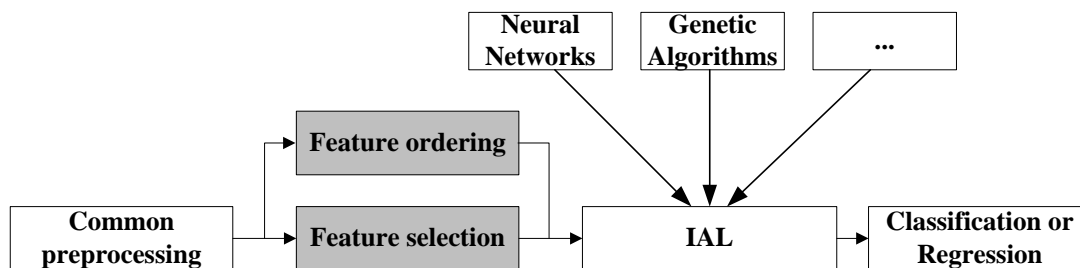 Neural
Networks
Genetic
Algorithms
...
Feature ordering
Common
preprocessing
Feature selection
IAL
Classification or
Regression